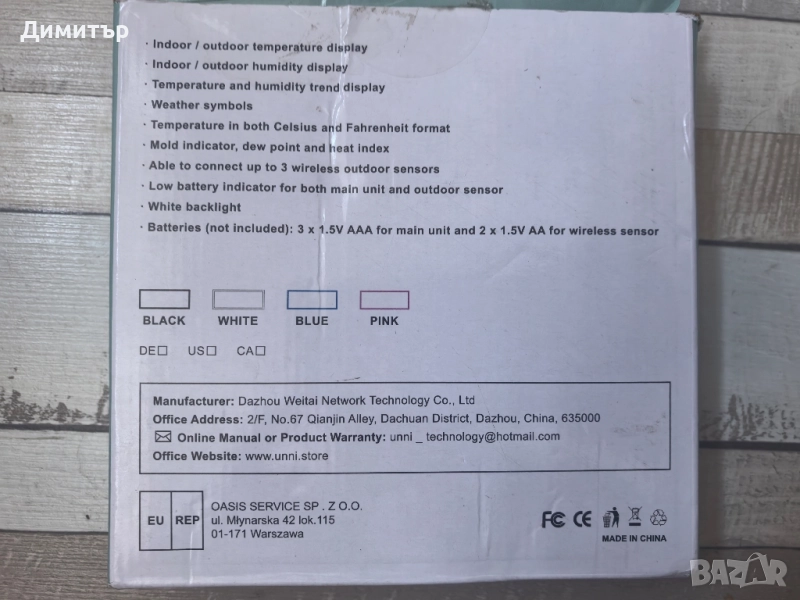 Димитър
· Indoor / outdoor temperature display
· Indoor / outdoor humidity display
· Temperature and humidity trend display
· Weather symbols
· Temperature in both Celsius and Fahrenheit format
· Mold indicator, dew point and heat index
· Able to connect up to 3 wireless outdoor sensors
· Low battery indicator for both main unit and outdoor sensor
· White backlight
· Batteries (not included): 3 x 1.5V AAA for main unit and 2 x 1.5V AA for wireless sensor
BLACK WHITE BLUE PINK
DE☐ US☐ CA☐
Manufacturer: Dazhou Weitai Network Technology Co., Ltd
Office Address: 2/F, No.67 Qianjin Alley, Dachuan District, Dazhou, China, 635000
Online Manual or Product Warranty: unni _ technology@hotmail.com
Office Website: www.unni.store
EU REP
OASIS SERVICE SP . Z O.O.
ul. Młynarska 42 lok.115
01-171 Warszawa
FC CE
MADE IN CHINA
BAZAR